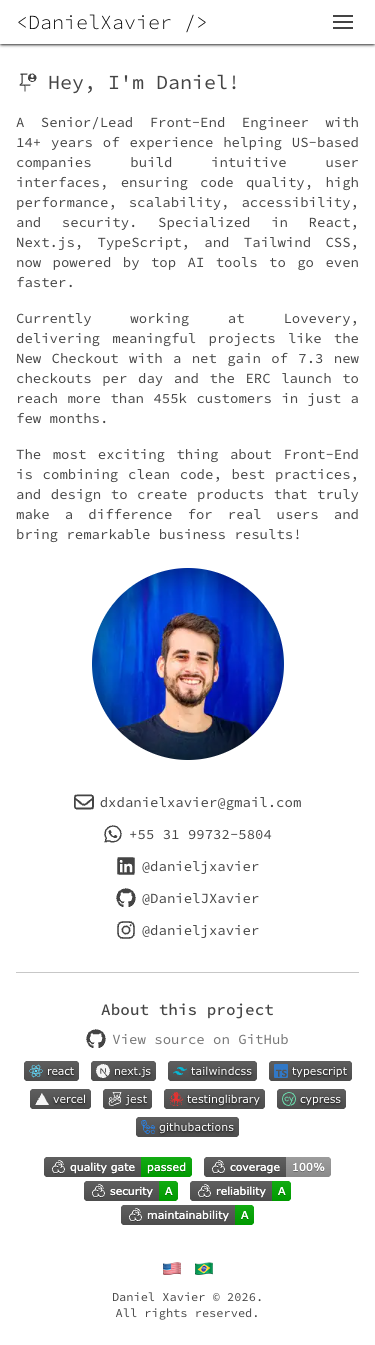 <DanielXavier />
Hey, I'm Daniel!
A Senior/Lead Front-End Engineer with
14+ years of experience helping US-based
companies build intuitive user
interfaces, ensuring code quality, high
performance, scalability, accessibility,
and security. Specialized in React,
Next.js, TypeScript, and Tailwind CSS,
now powered by top AI tools to go even
faster.
Currently working at Lovevery,
delivering meaningful projects like the
New Checkout with a net gain of 7.3 new
checkouts per day and the ERC launch to
reach more than 455k customers in just a
few months.
The most exciting thing about Front-End
is combining clean code, best practices,
and design to create products that truly
make a difference for real users and
bring remarkable business results!
dxdanielxavier@gmail.com
+55 31 99732-5804
@danieljxavier
@DanielJXavier
@danieljxavier
About this project
View source on GitHub
react next.js tailwindcss typescript
vercel jest testinglibrary cypress
githubactions
quality gate passed coverage 100%
security A reliability A
maintainability A
Daniel Xavier © 2026.
All rights reserved.